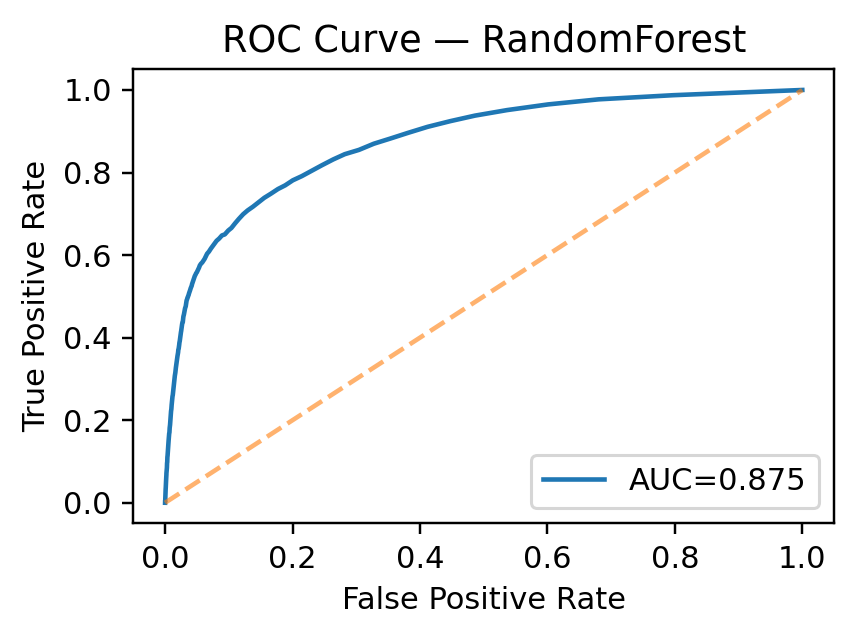 ROC Curve — RandomForest
True Positive Rate
1.0
0.8
0.6
0.4
0.2
0.0
AUC=0.875
0.0 0.2 0.4 0.6 0.8 1.0
False Positive Rate